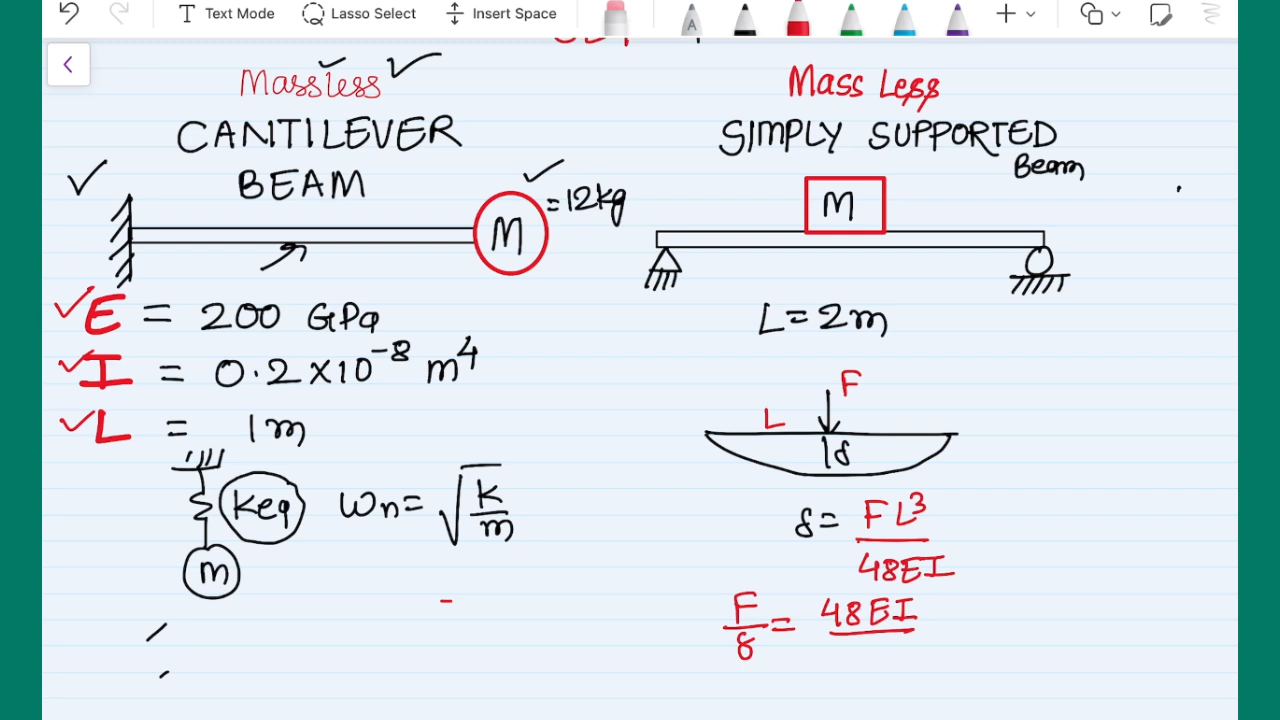 Text Mode
Lasso Select
Insert Space
A
Massless
CANTILEVER
BEAM
M
=12kg
E = 200 GPa
I = 0.2×10⁻⁸ m⁴
L = 1m
Keq
m
Wn= √K/m
Mass Less
SIMPLY SUPPORTED
Beam
M
L=2m
F
L
δ
δ= FL³/48EI
F/δ = 48EI